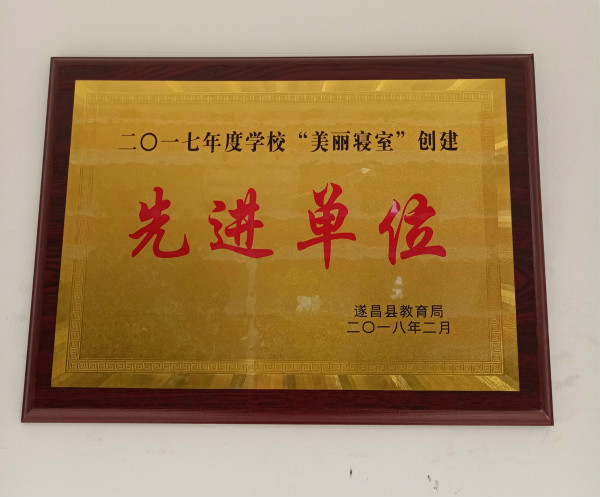 二〇一七年度学校“美丽寝室”创建
先进单位
遂昌县教育局
二〇一八年二月